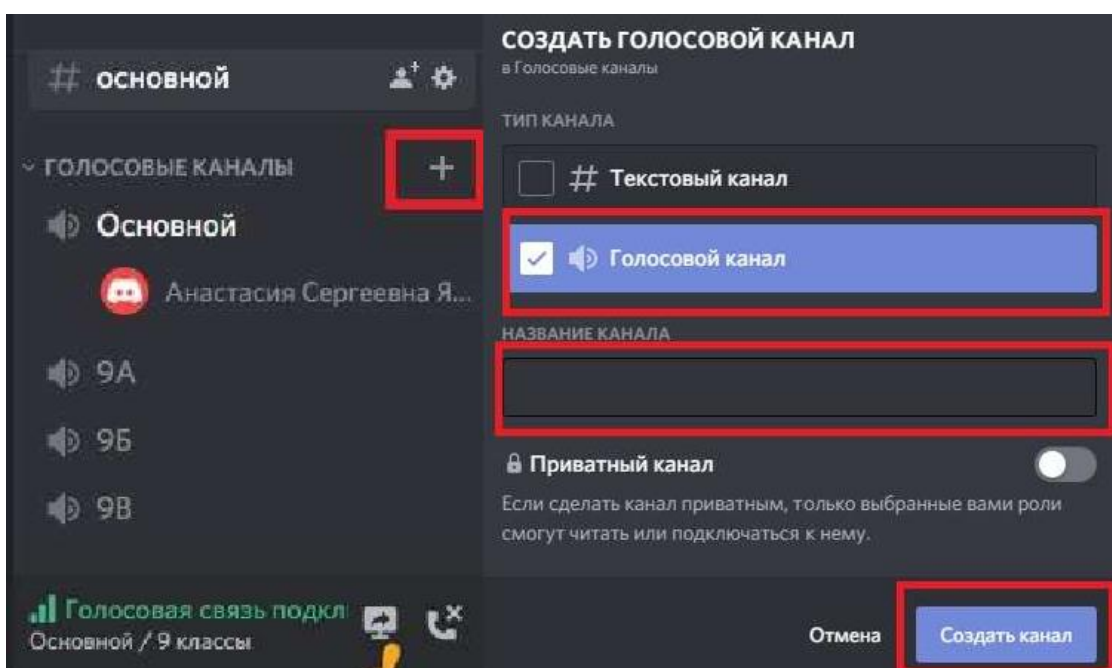 # основной
ГОЛОСОВЫЕ КАНАЛЫ
Основной
Анастасия Сергеевна Я...
9А
9Б
9В
Голосовая связь подкл
Основной / 9 классы
СОЗДАТЬ ГОЛОСОВОЙ КАНАЛ
в Голосовые каналы
ТИП КАНАЛА
# Текстовый канал
Голосовой канал
НАЗВАНИЕ КАНАЛА
Приватный канал
Если сделать канал приватным, только выбранные вами роли
смогут читать или подключаться к нему.
Отмена
Создать канал